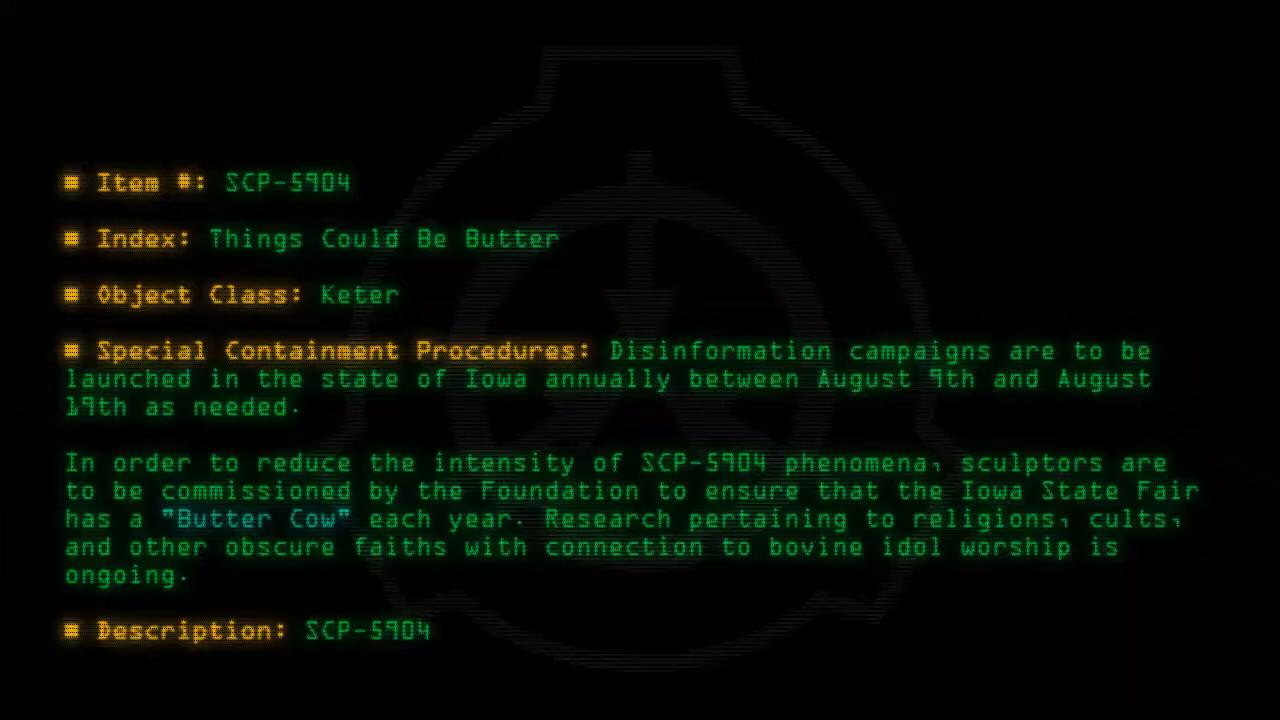 ■ Item #: SCP-5904
■ Index: Things Could Be Butter
■ Object Class: Keter
■ Special Containment Procedures: Disinformation campaigns are to be
launched in the state of Iowa annually between August 9th and August
19th as needed.
In order to reduce the intensity of SCP-5904 phenomena, sculptors are
to be commissioned by the Foundation to ensure that the Iowa State Fair
has a "Butter Cow" each year. Research pertaining to religions, cults,
and other obscure faiths with connection to bovine idol worship is
ongoing.
■ Description: SCP-5904